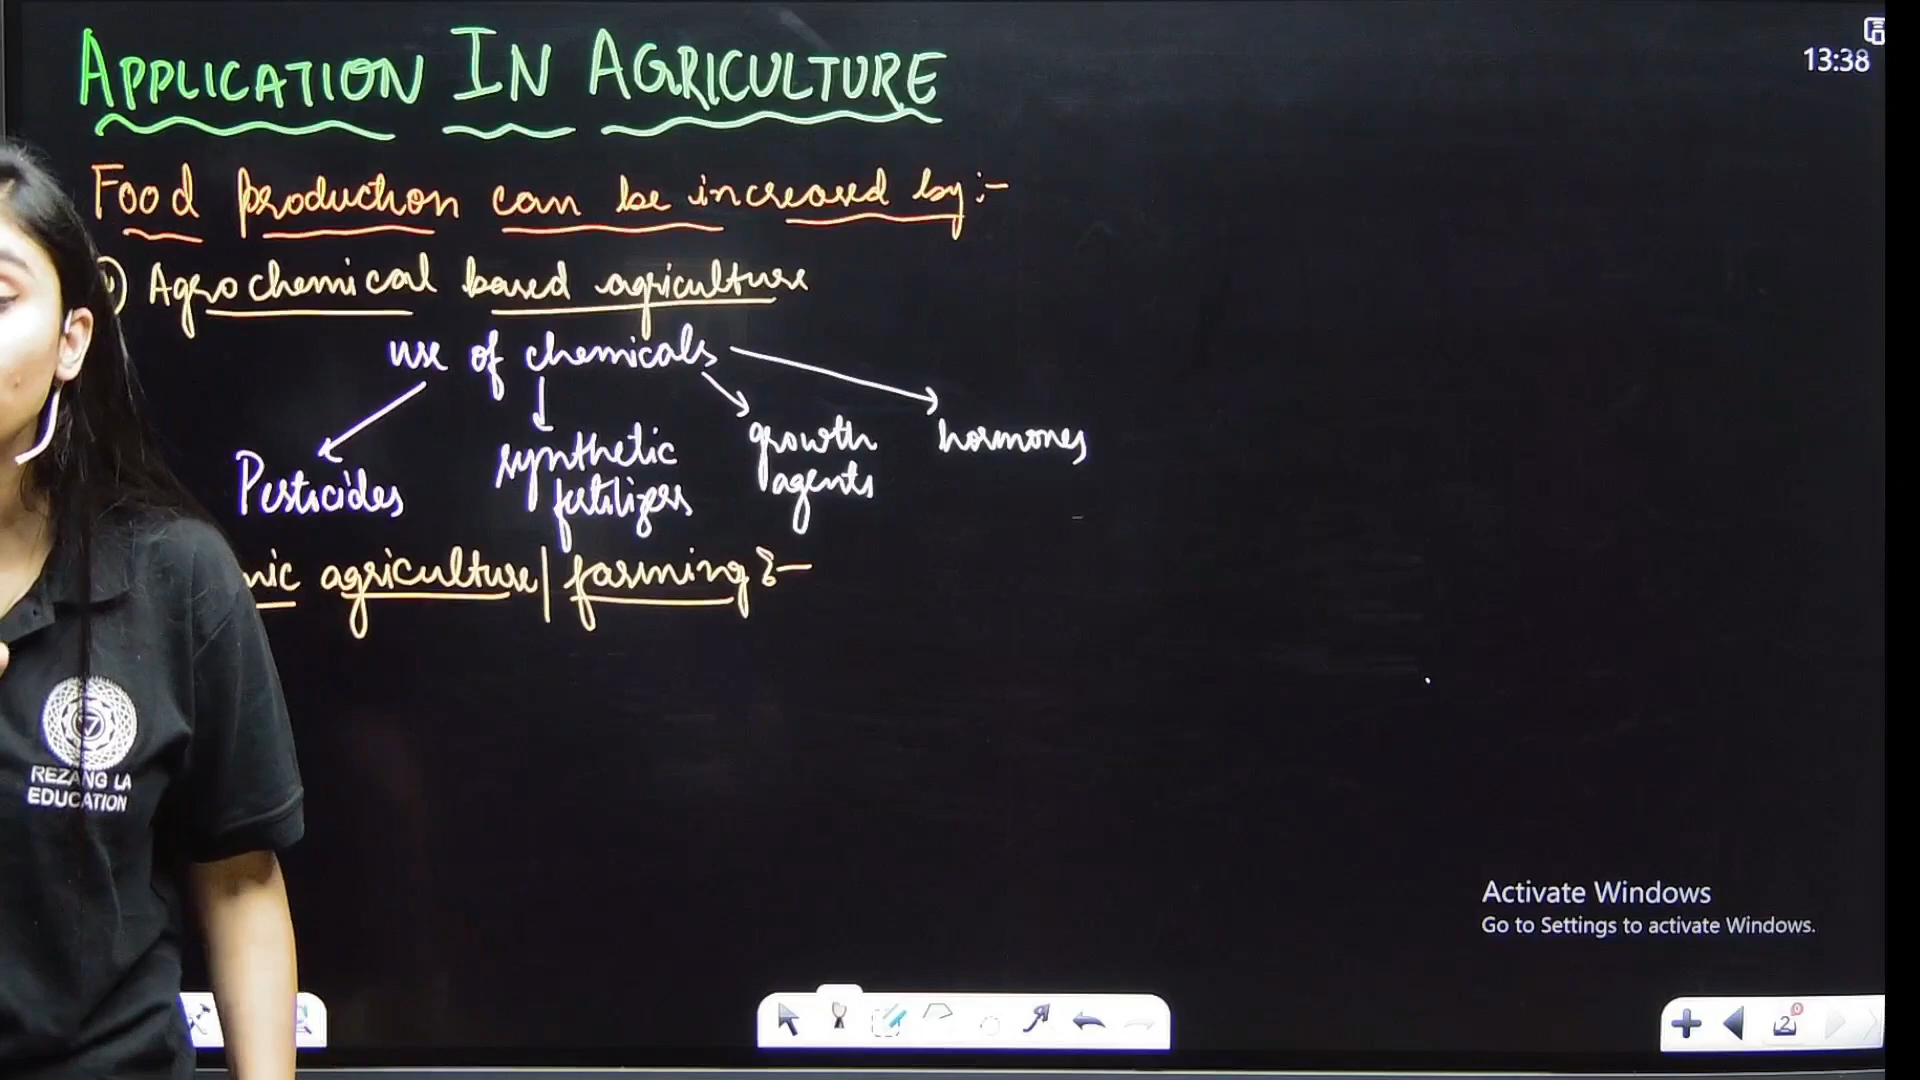 APPLICATION IN AGRICULTURE
13:38
Food production can be increased by:-
Agrochemical based agriculture
use of chemicals
Pesticides
synthetic fertilizers
growth agents
hormones
agriculture/farming:-
REZANG LA
EDUCATION
Activate Windows
Go to Settings to activate Windows.
2